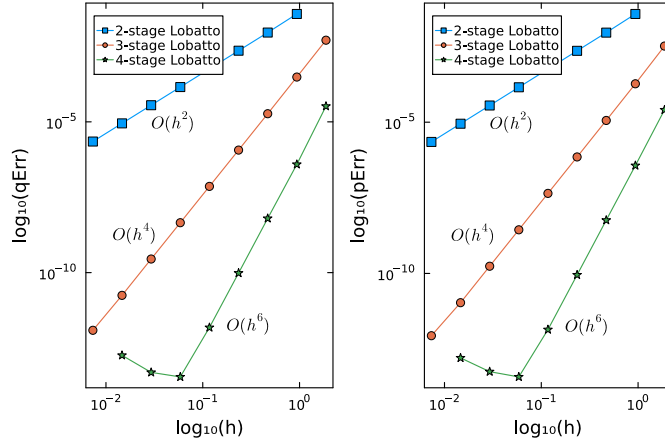 2-stage Lobatto
3-stage Lobatto
4-stage Lobatto
O(h²)
O(h⁴)
O(h⁶)
10⁻⁵
10⁻¹⁰
log₁₀(qErr)
10⁻² 10⁻¹ 10⁰
log₁₀(h)
2-stage Lobatto
3-stage Lobatto
4-stage Lobatto
O(h²)
O(h⁴)
O(h⁶)
10⁻⁵
10⁻¹⁰
log₁₀(pErr)
10⁻² 10⁻¹ 10⁰
log₁₀(h)